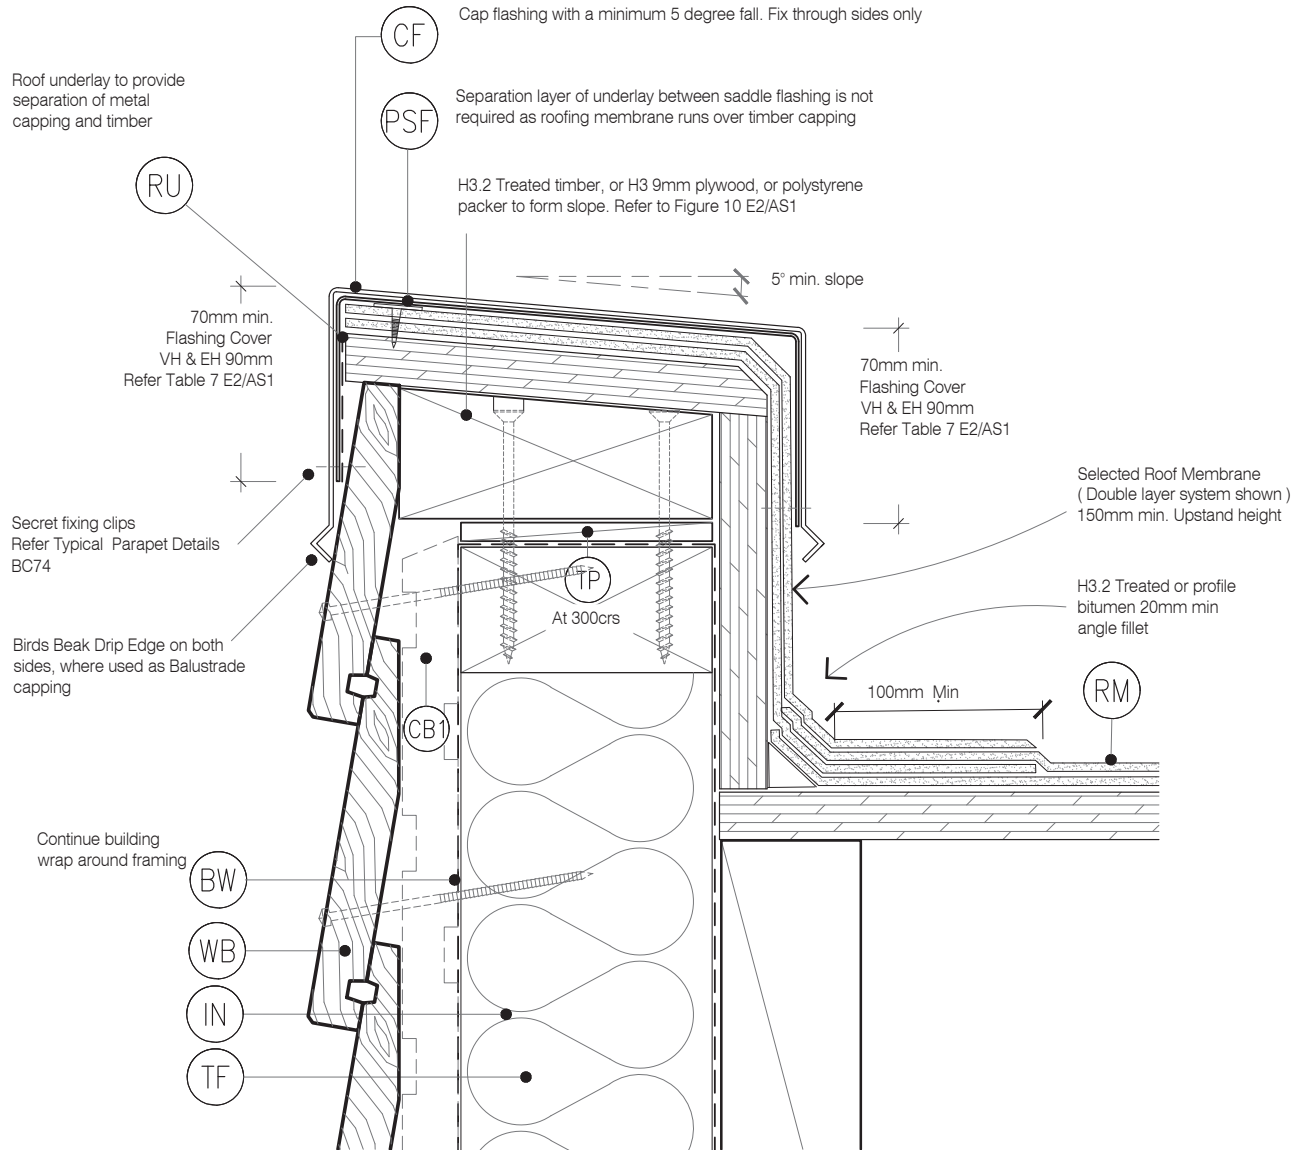 CF
Cap flashing with a minimum 5 degree fall. Fix through sides only
Roof underlay to provide
separation of metal
capping and timber
PSF
Separation layer of underlay between saddle flashing is not
required as roofing membrane runs over timber capping
RU
H3.2 Treated timber, or H3 9mm plywood, or polystyrene
packer to form slope. Refer to Figure 10 E2/AS1
5° min. slope
70mm min.
Flashing Cover
VH & EH 90mm
Refer Table 7 E2/AS1
70mm min.
Flashing Cover
VH & EH 90mm
Refer Table 7 E2/AS1
Selected Roof Membrane
( Double layer system shown )
150mm min. Upstand height
Secret fixing clips
Refer Typical Parapet Details
BC74
TP
At 300crs
H3.2 Treated or profile
bitumen 20mm min
angle fillet
Birds Beak Drip Edge on both
sides, where used as Balustrade
capping
100mm Min
RM
CB1
Continue building
wrap around framing
BW
WB
IN
TF